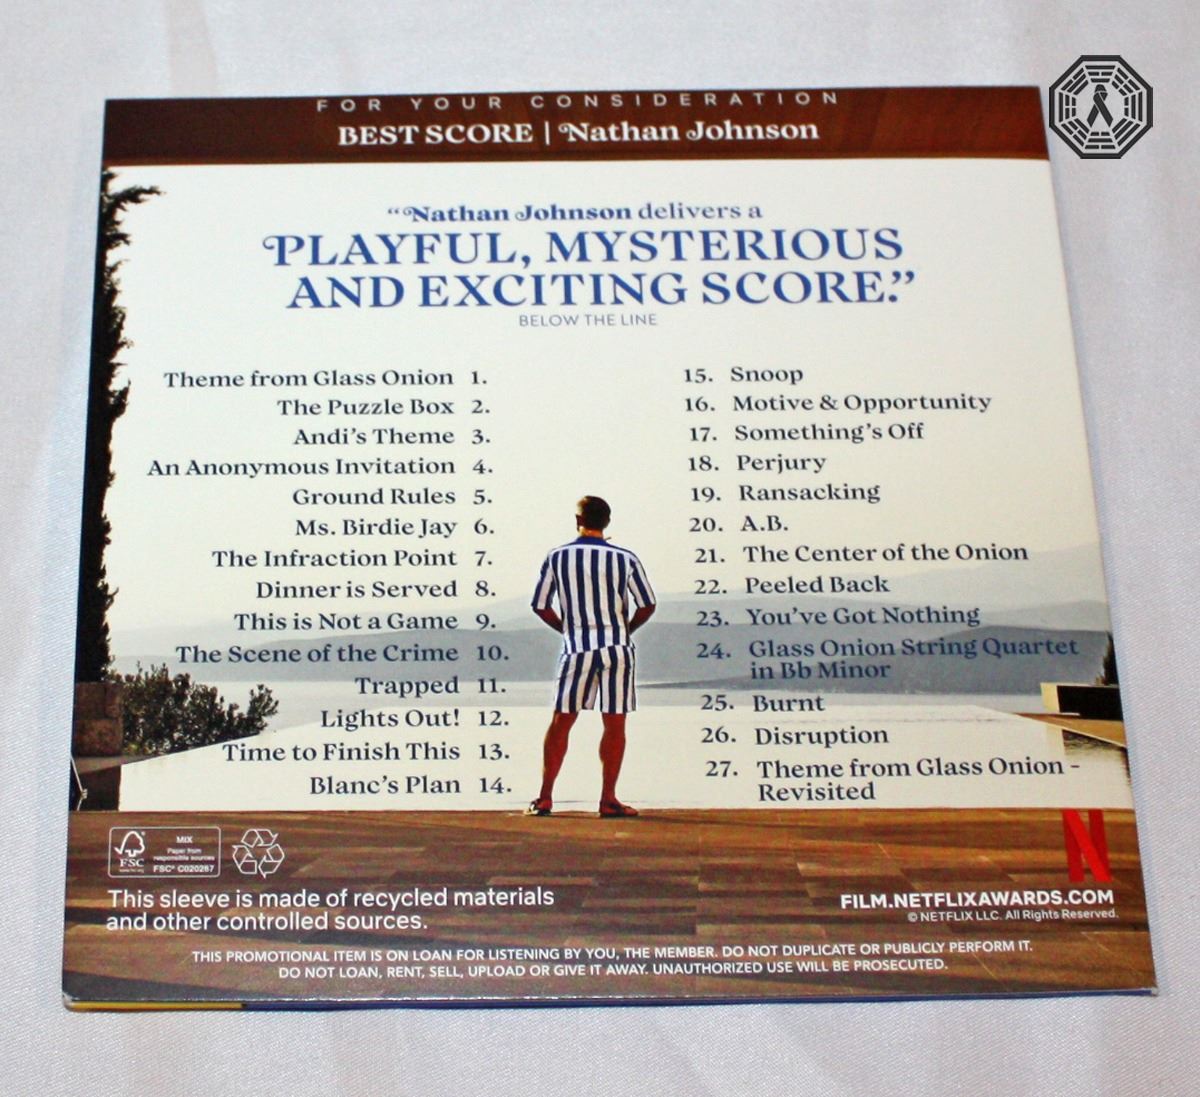 FOR YOUR CONSIDERATION
BEST SCORE | Nathan Johnson
“Nathan Johnson delivers a
PLAYFUL, MYSTERIOUS
AND EXCITING SCORE.”
BELOW THE LINE
Theme from Glass Onion 1.
The Puzzle Box 2.
Andi's Theme 3.
An Anonymous Invitation 4.
Ground Rules 5.
Ms. Birdie Jay 6.
The Infraction Point 7.
Dinner is Served 8.
This is Not a Game 9.
The Scene of the Crime 10.
Trapped 11.
Lights Out! 12.
Time to Finish This 13.
Blanc's Plan 14.
15. Snoop
16. Motive & Opportunity
17. Something's Off
18. Perjury
19. Ransacking
20. A.B.
21. The Center of the Onion
22. Peeled Back
23. You've Got Nothing
24. Glass Onion String Quartet
in Bb Minor
25. Burnt
26. Disruption
27. Theme from Glass Onion -
Revisited
FSC
MIX
Paper from
responsible sources
FSC® C020267
This sleeve is made of recycled materials
and other controlled sources.
N
FILM.NETFLIXAWARDS.COM
© NETFLIX LLC. All Rights Reserved.
THIS PROMOTIONAL ITEM IS ON LOAN FOR LISTENING BY YOU, THE MEMBER. DO NOT DUPLICATE OR PUBLICLY PERFORM IT.
DO NOT LOAN, RENT, SELL, UPLOAD OR GIVE IT AWAY. UNAUTHORIZED USE WILL BE PROSECUTED.